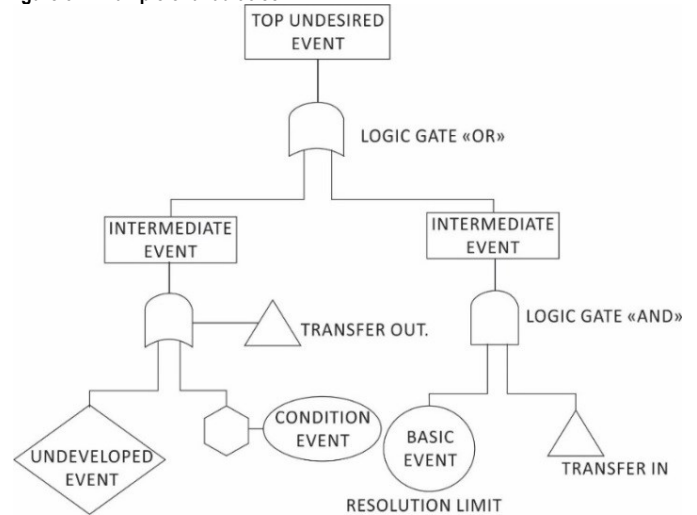 TOP UNDESIRED
EVENT
LOGIC GATE «OR»
INTERMEDIATE
EVENT
INTERMEDIATE
EVENT
TRANSFER OUT.
LOGIC GATE «AND»
UNDEVELOPED
EVENT
CONDITION
EVENT
BASIC
EVENT
TRANSFER IN
RESOLUTION LIMIT